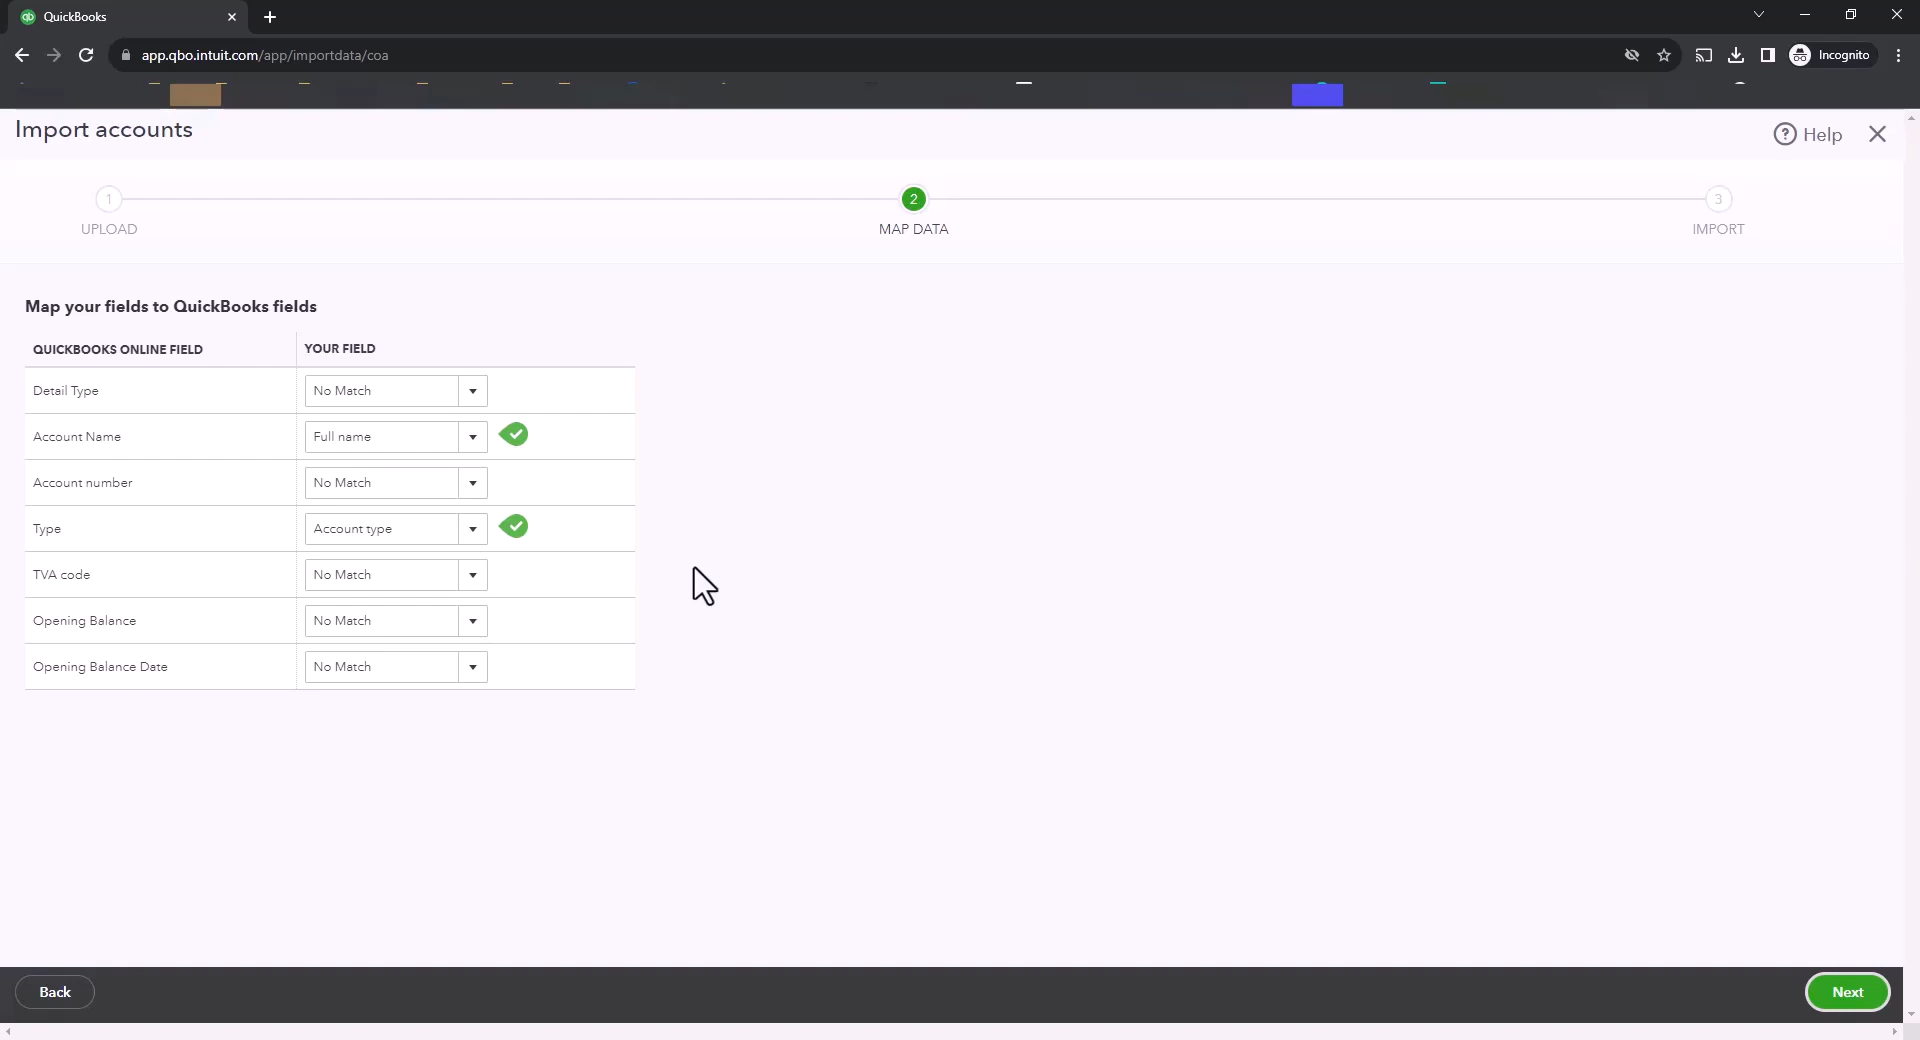 QuickBooks
app.qbo.intuit.com/app/importdata/coa
Incognito
Import accounts
Help
1
2
3
UPLOAD
MAP DATA
IMPORT
Map your fields to QuickBooks fields
QUICKBOOKS ONLINE FIELD
YOUR FIELD
Detail Type
No Match
Account Name
Full name
Account number
No Match
Type
Account type
TVA code
No Match
Opening Balance
No Match
Opening Balance Date
No Match
Back
Next